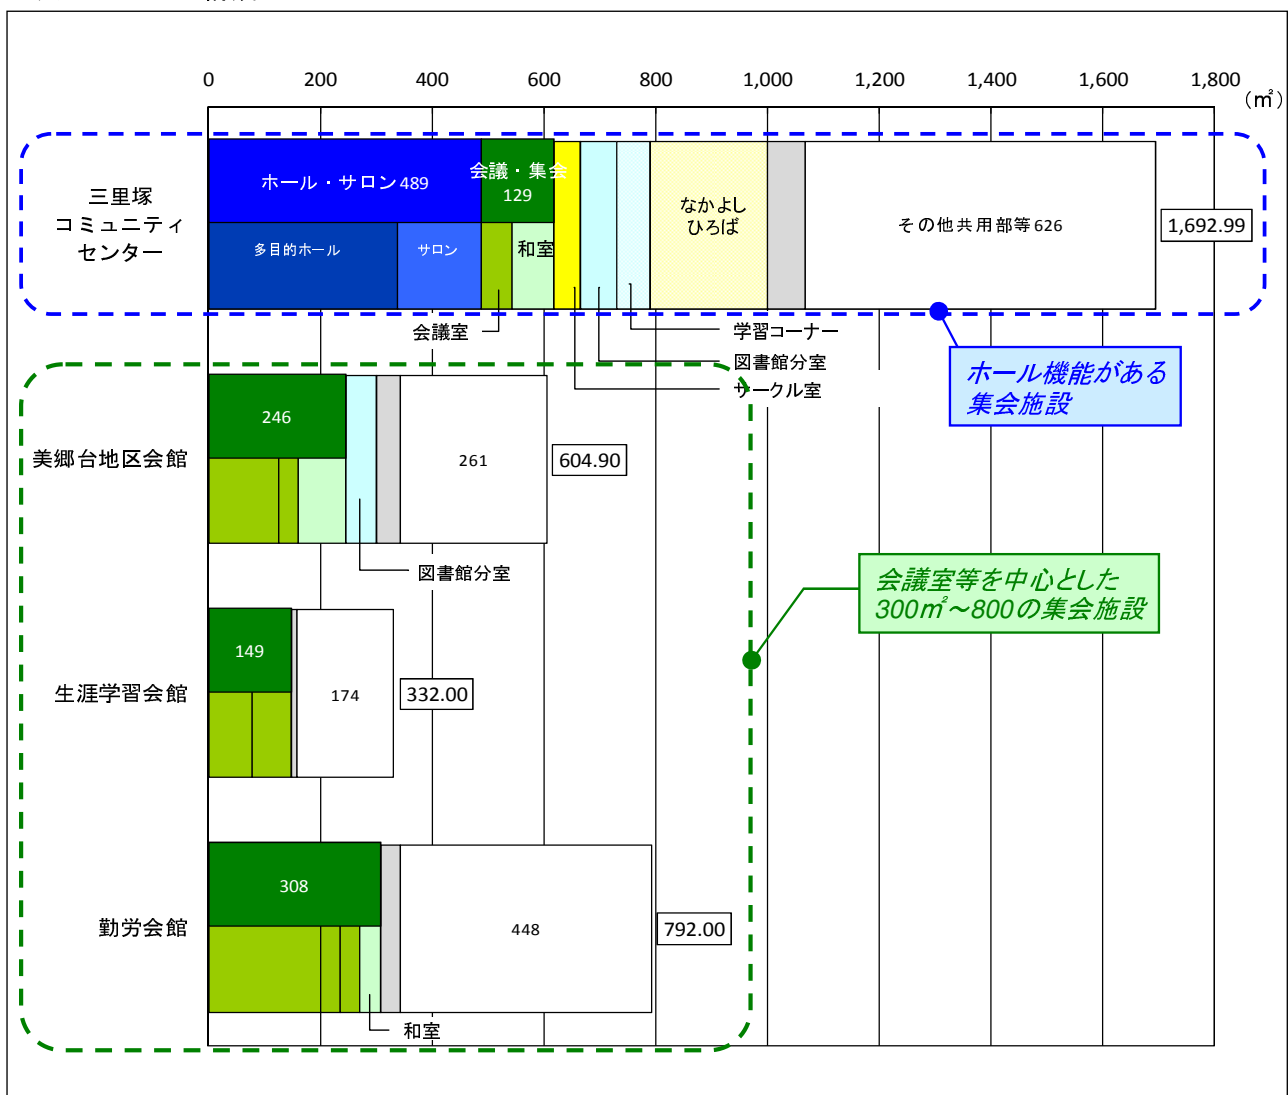 0 200 400 600 800 1,000 1,200 1,400 1,600 1,800
(㎡)
三里塚
コミュニティ
センター
ホール・サロン 489
会議・集会
129
多目的ホール
サロン
和室
なかよし
ひろば
その他共用部等 626
1,692.99
会議室
学習コーナー
図書館分室
サークル室
ホール機能がある
集会施設
美郷台地区会館
246
261
604.90
図書館分室
会議室等を中心とした
300㎡～800の集会施設
生涯学習会館
149
174
332.00
勤労会館
308
448
792.00
和室